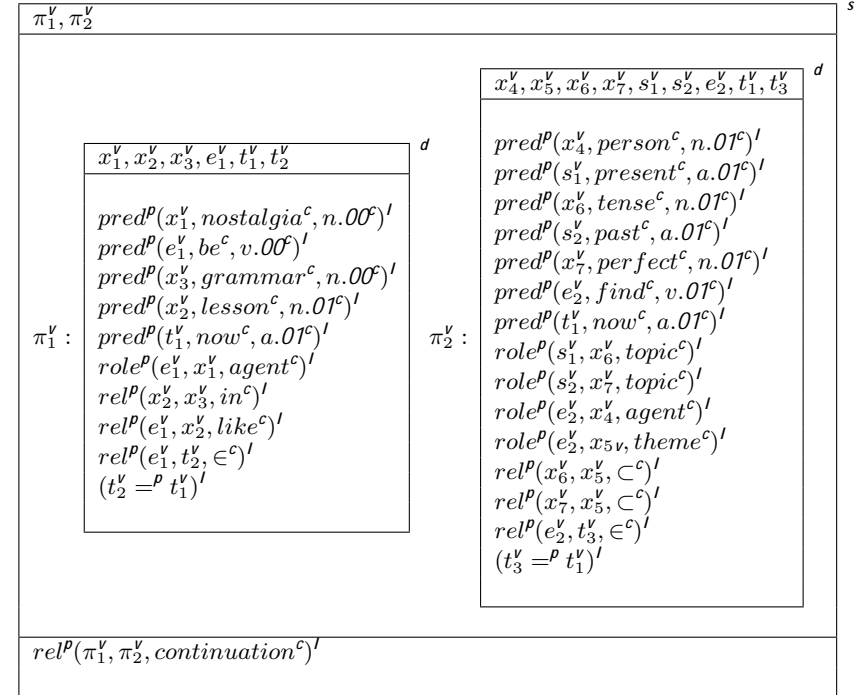 π₁ᵛ, π₂ᵛ
s
π₁ᵛ :
x₁ᵛ, x₂ᵛ, x₃ᵛ, e₁ᵛ, t₁ᵛ, t₂ᵛ
d
predᵖ(x₁ᵛ, nostalgiaᶜ, n.00ᶜ)ˡ
predᵖ(e₁ᵛ, beᶜ, v.00ᶜ)ˡ
predᵖ(x₃ᵛ, grammarᶜ, n.00ᶜ)ˡ
predᵖ(x₂ᵛ, lessonᶜ, n.01ᶜ)ˡ
predᵖ(t₁ᵛ, nowᶜ, a.01ᶜ)ˡ
roleᵖ(e₁ᵛ, x₁ᵛ, agentᶜ)ˡ
relᵖ(x₂ᵛ, x₃ᵛ, inᶜ)ˡ
relᵖ(e₁ᵛ, x₂ᵛ, likeᶜ)ˡ
relᵖ(e₁ᵛ, t₂ᵛ, ∈ᶜ)ˡ
(t₂ᵛ =ᵖ t₁ᵛ)ˡ
π₂ᵛ :
x₄ᵛ, x₅ᵛ, x₆ᵛ, x₇ᵛ, s₁ᵛ, s₂ᵛ, e₂ᵛ, t₁ᵛ, t₃ᵛ
d
predᵖ(x₄ᵛ, personᶜ, n.01ᶜ)ˡ
predᵖ(s₁ᵛ, presentᶜ, a.01ᶜ)ˡ
predᵖ(x₆ᵛ, tenseᶜ, n.01ᶜ)ˡ
predᵖ(s₂ᵛ, pastᶜ, a.01ᶜ)ˡ
predᵖ(x₇ᵛ, perfectᶜ, n.01ᶜ)ˡ
predᵖ(e₂ᵛ, findᶜ, v.01ᶜ)ˡ
predᵖ(t₁ᵛ, nowᶜ, a.01ᶜ)ˡ
roleᵖ(s₁ᵛ, x₆ᵛ, topicᶜ)ˡ
roleᵖ(s₂ᵛ, x₇ᵛ, topicᶜ)ˡ
roleᵖ(e₂ᵛ, x₄ᵛ, agentᶜ)ˡ
roleᵖ(e₂ᵛ, x₅ᵥ, themeᶜ)ˡ
relᵖ(x₆ᵛ, x₅ᵛ, ⊂ᶜ)ˡ
relᵖ(x₇ᵛ, x₅ᵛ, ⊂ᶜ)ˡ
relᵖ(e₂ᵛ, t₃ᵛ, ∈ᶜ)ˡ
(t₃ᵛ =ᵖ t₁ᵛ)ˡ
relᵖ(π₁ᵛ, π₂ᵛ, continuationᶜ)ˡ